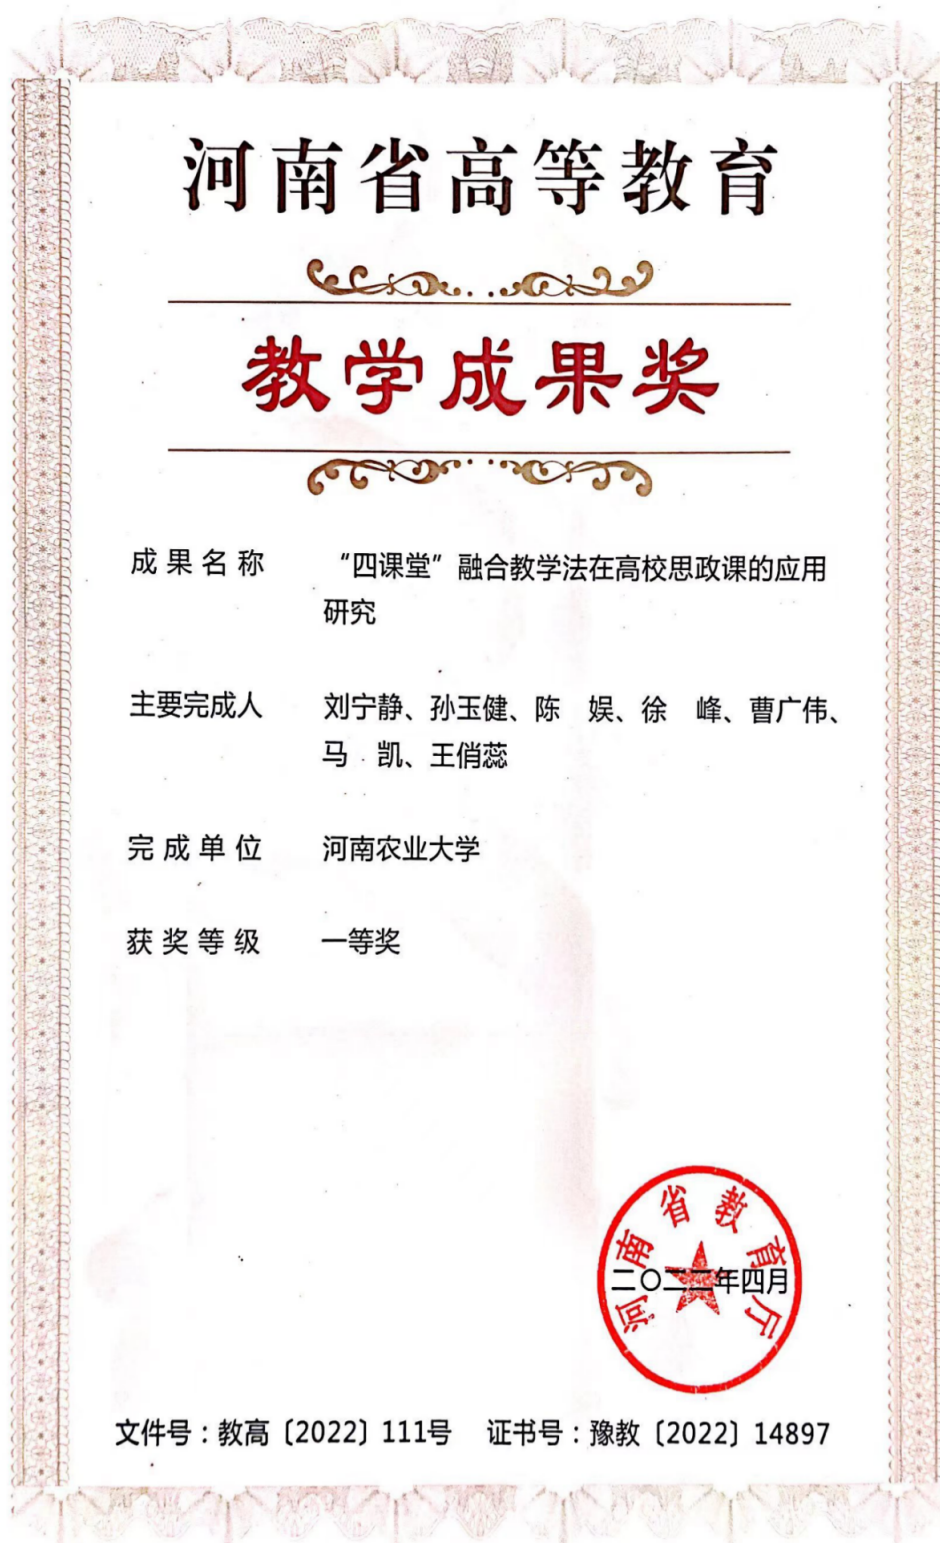 河南省高等教育
教学成果奖
成果名称 “四课堂”融合教学法在高校思政课的应用
研究
主要完成人 刘宁静、孙玉健、陈　娱、徐　峰、曹广伟、
马　凯、王俏蕊
完成单位 河南农业大学
获奖等级 一等奖
河南省教育厅
二〇二二年四月
文件号：教高〔2022〕111号 证书号：豫教〔2022〕14897